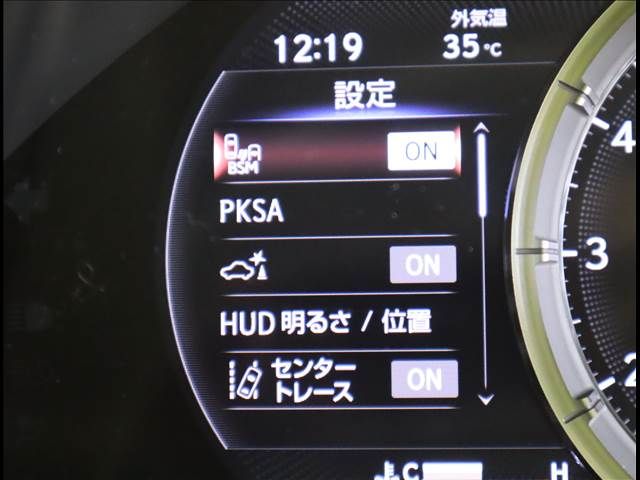 12:19
外気温
35℃
設定
BSM ON
PKSA
ON
HUD 明るさ / 位置
センター
トレース
ON
4
3
2
C H